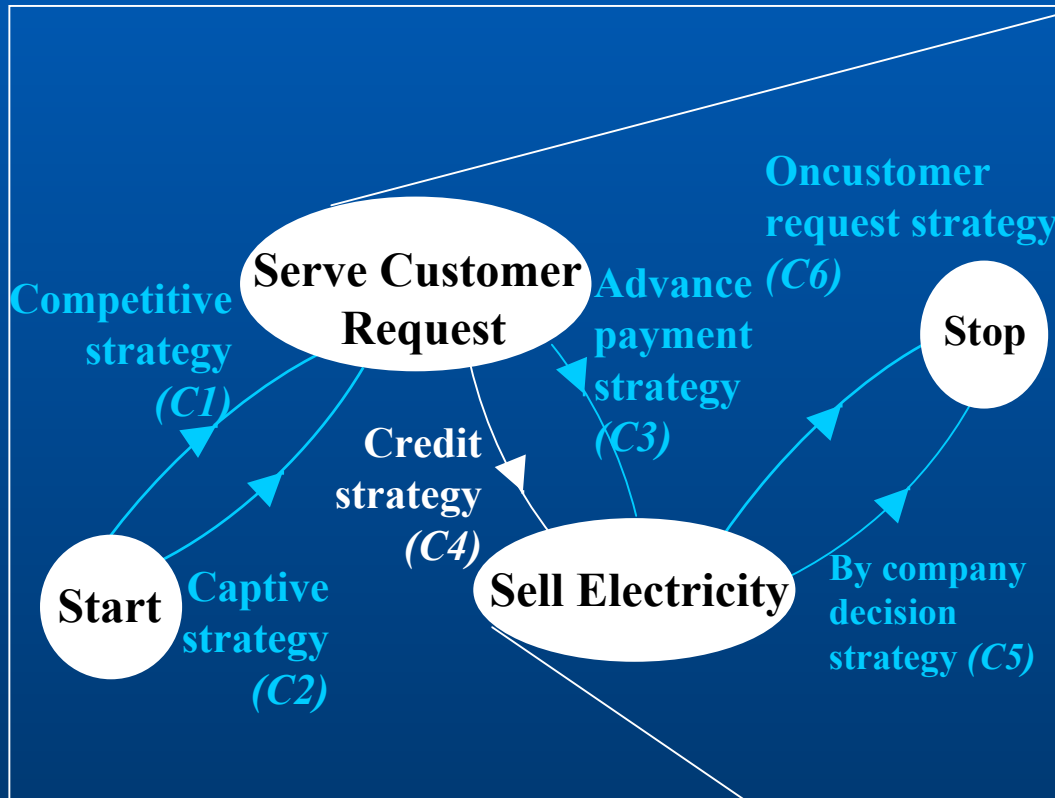 Oncustomer
request strategy
(C6)
Serve Customer
Request
Competitive
strategy
(C1)
Advance
payment
strategy
(C3)
Stop
Credit
strategy
(C4)
Start
Captive
strategy
(C2)
Sell Electricity
By company
decision
strategy (C5)